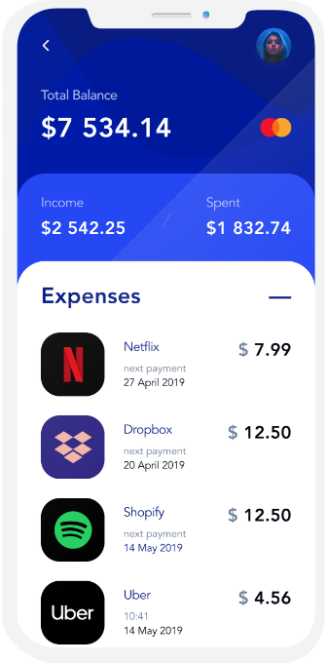 Total Balance
$7 534.14
Income
Spent
$2 542.25
/
$1 832.74
Expenses
Netflix
$ 7.99
next payment
27 April 2019
N
Dropbox
$ 12.50
next payment
20 April 2019
Shopify
$ 12.50
next payment
14 May 2019
Uber
Uber
$ 4.56
10:41
14 May 2019